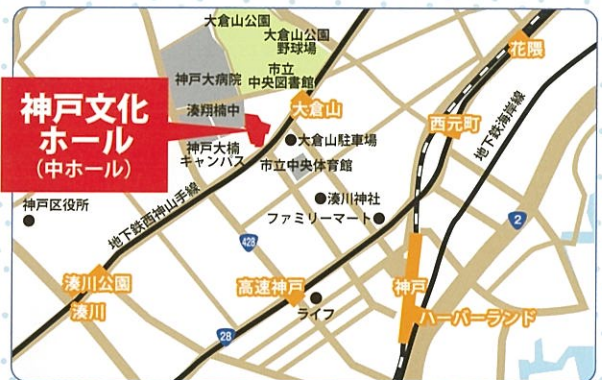 大倉山公園
大倉山公園
野球場
神戸大病院
市立
中央図書館
湊翔楠中
大倉山
花隈
神戸文化
ホール
(中ホール)
神戸大楠
キャンパス
大倉山駐車場
市立中央体育館
西元町
地下鉄海岸線
神戸区役所
地下鉄西神山手線
湊川神社
ファミリーマート
2
428
湊川公園
湊川
高速神戸
ライフ
神戸
ハーバーランド
28